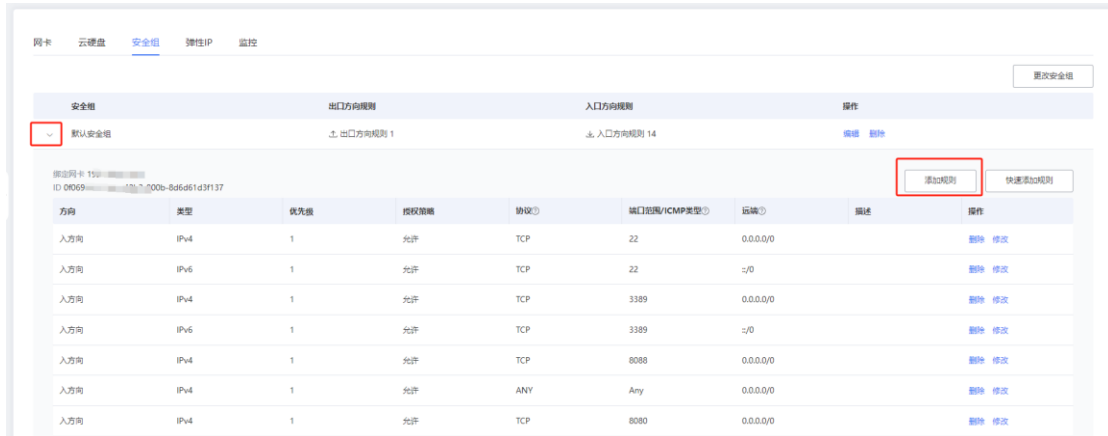 网卡 云硬盘 安全组 弹性IP 监控
更改安全组
安全组 出口方向规则 入口方向规则 操作
默认安全组 出口方向规则 1 入口方向规则 14 编辑 删除
绑定网卡
添加规则 快速添加规则
ID 0f069 000b-8d6d61d3f137
方向 类型 优先级 授权策略 协议 端口范围/ICMP类型 远端 描述 操作
入方向 IPv4 1 允许 TCP 22 0.0.0.0/0 删除 修改
入方向 IPv6 1 允许 TCP 22 ::/0 删除 修改
入方向 IPv4 1 允许 TCP 3389 0.0.0.0/0 删除 修改
入方向 IPv6 1 允许 TCP 3389 ::/0 删除 修改
入方向 IPv4 1 允许 TCP 8088 0.0.0.0/0 删除 修改
入方向 IPv4 1 允许 ANY Any 0.0.0.0/0 删除 修改
入方向 IPv4 1 允许 TCP 8080 0.0.0.0/0 删除 修改